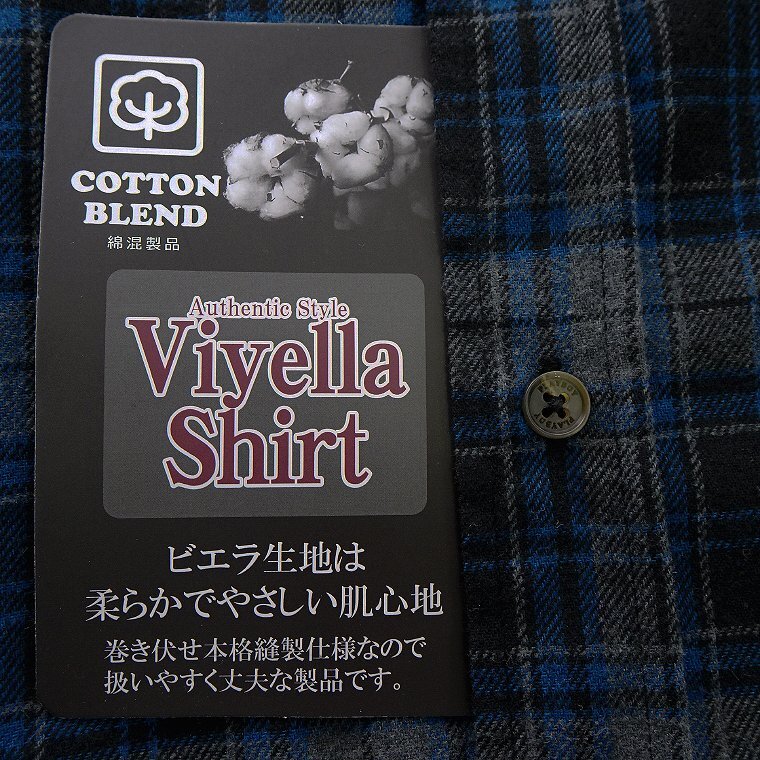 COTTON
BLEND
綿混製品
Authentic Style
Viyella
Shirt
ビエラ生地は
柔らかでやさしい肌心地
巻き伏せ本格縫製仕様なので
扱いやすく丈夫な製品です。
PLAYBOY
PLAYBOY